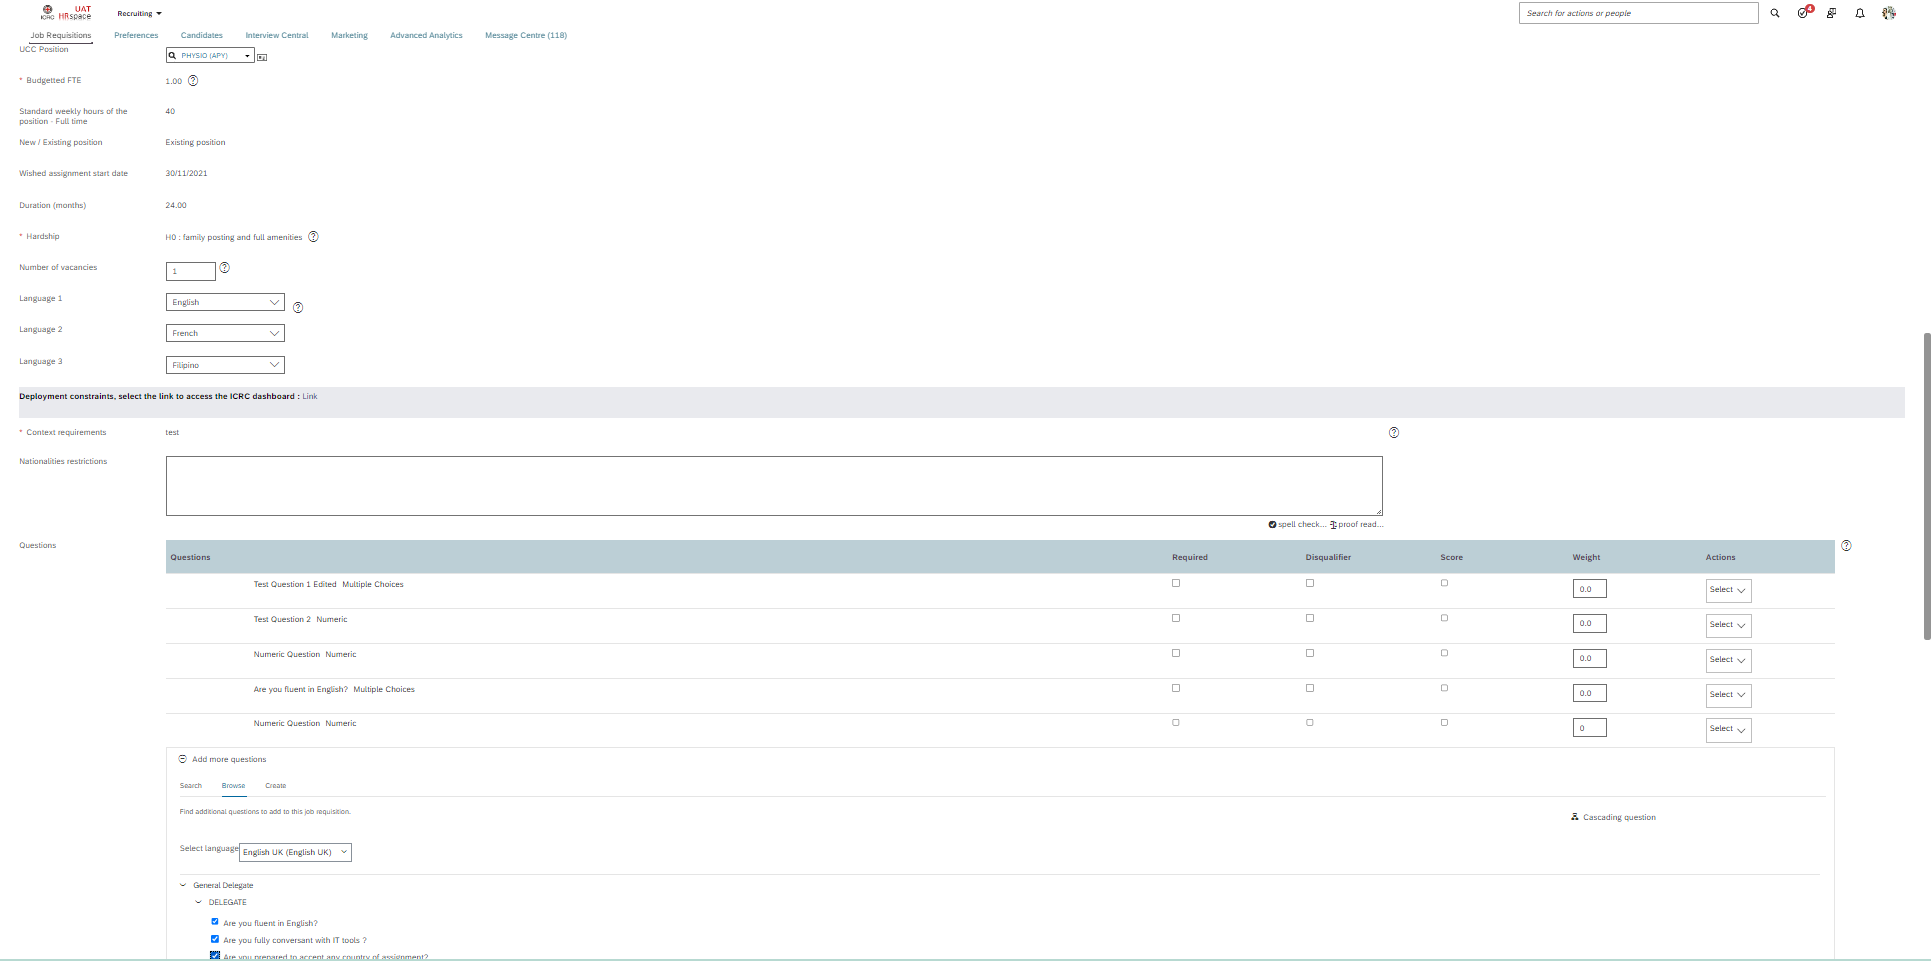 ICRC
UAT
HRspace
Recruiting
Search for actions or people
4
Job Requisitions
Preferences
Candidates
Interview Central
Marketing
Advanced Analytics
Message Centre (118)
UCC Position
PHYSIO (APY)
* Budgetted FTE
1.00
Standard weekly hours of the
position - Full time
40
New / Existing position
Existing position
Wished assignment start date
30/11/2021
Duration (months)
24.00
* Hardship
H0 : family posting and full amenities
Number of vacancies
1
Language 1
English
Language 2
French
Language 3
Filipino
Deployment constraints, select the link to access the ICRC dashboard : Link
* Context requirements
test
Nationalities restrictions
spell check... proof read...
Questions
Questions Required Disqualifier Score Weight Actions
Test Question 1 Edited Multiple Choices 0.0 Select
Test Question 2 Numeric 0.0 Select
Numeric Question Numeric 0.0 Select
Are you fluent in English? Multiple Choices 0.0 Select
Numeric Question Numeric 0 Select
Add more questions
Search Browse Create
Find additional questions to add to this job requisition.
Cascading question
Select language English UK (English UK)
General Delegate
DELEGATE
Are you fluent in English?
Are you fully conversant with IT tools ?
Are you prepared to accept any country of assignment?